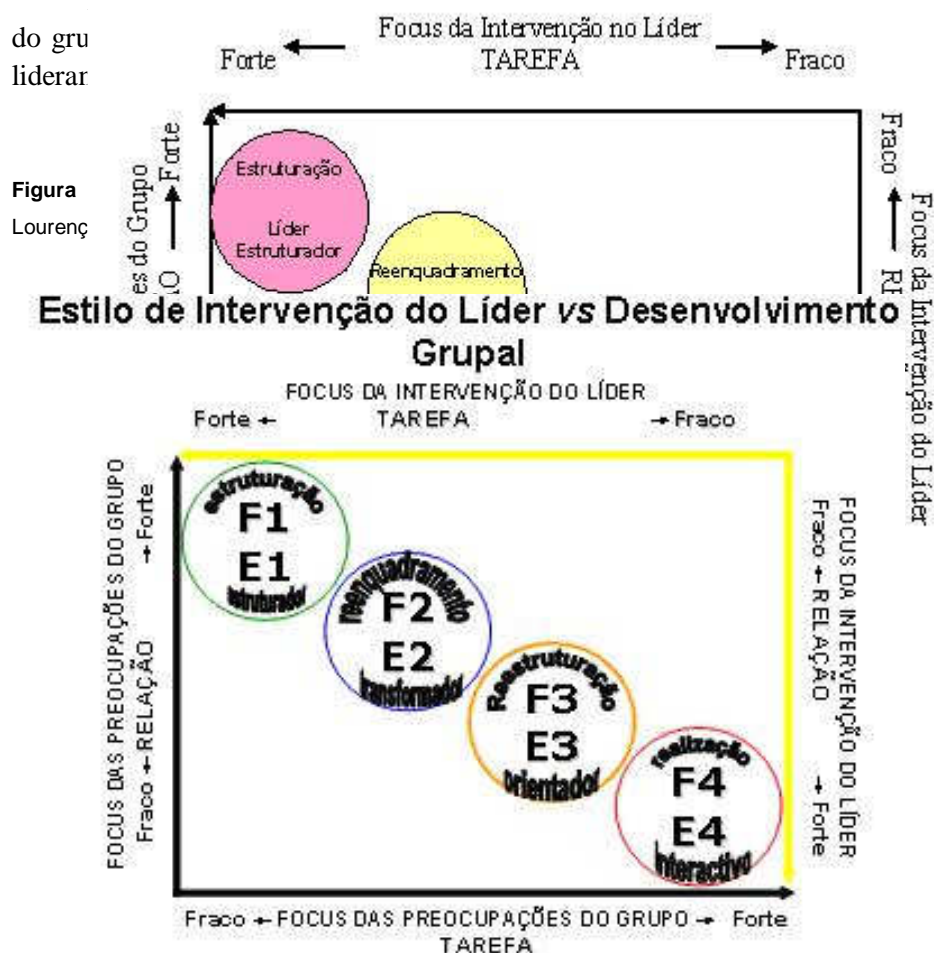 do gru
liderar
Focus da Intervenção no Líder
Forte
TAREFA
Fraco
Forte
es do Grupo
Fraco
Focus da Intervenção do Líder
Estruturação
Líder
Estruturador
Reenquadramento
Figura
Lourenç
Estilo de Intervenção do Líder vs Desenvolvimento
Grupal
FOCUS DA INTERVENÇÃO DO LÍDER
Forte ← TAREFA → Fraco
FOCUS DAS PREOCUPAÇÕES DO GRUPO
Fraco ← RELAÇÃO → Forte
estruturação
F1
E1
estruturador
reenquadramento
F2
E2
transformador
Reestruturação
F3
E3
orientador
realização
F4
E4
interactivo
FOCUS DA INTERVENÇÃO DO LÍDER
Fraco ← RELAÇÃO → Forte
Fraco ← FOCUS DAS PREOCUPAÇÕES DO GRUPO → Forte
TAREFA